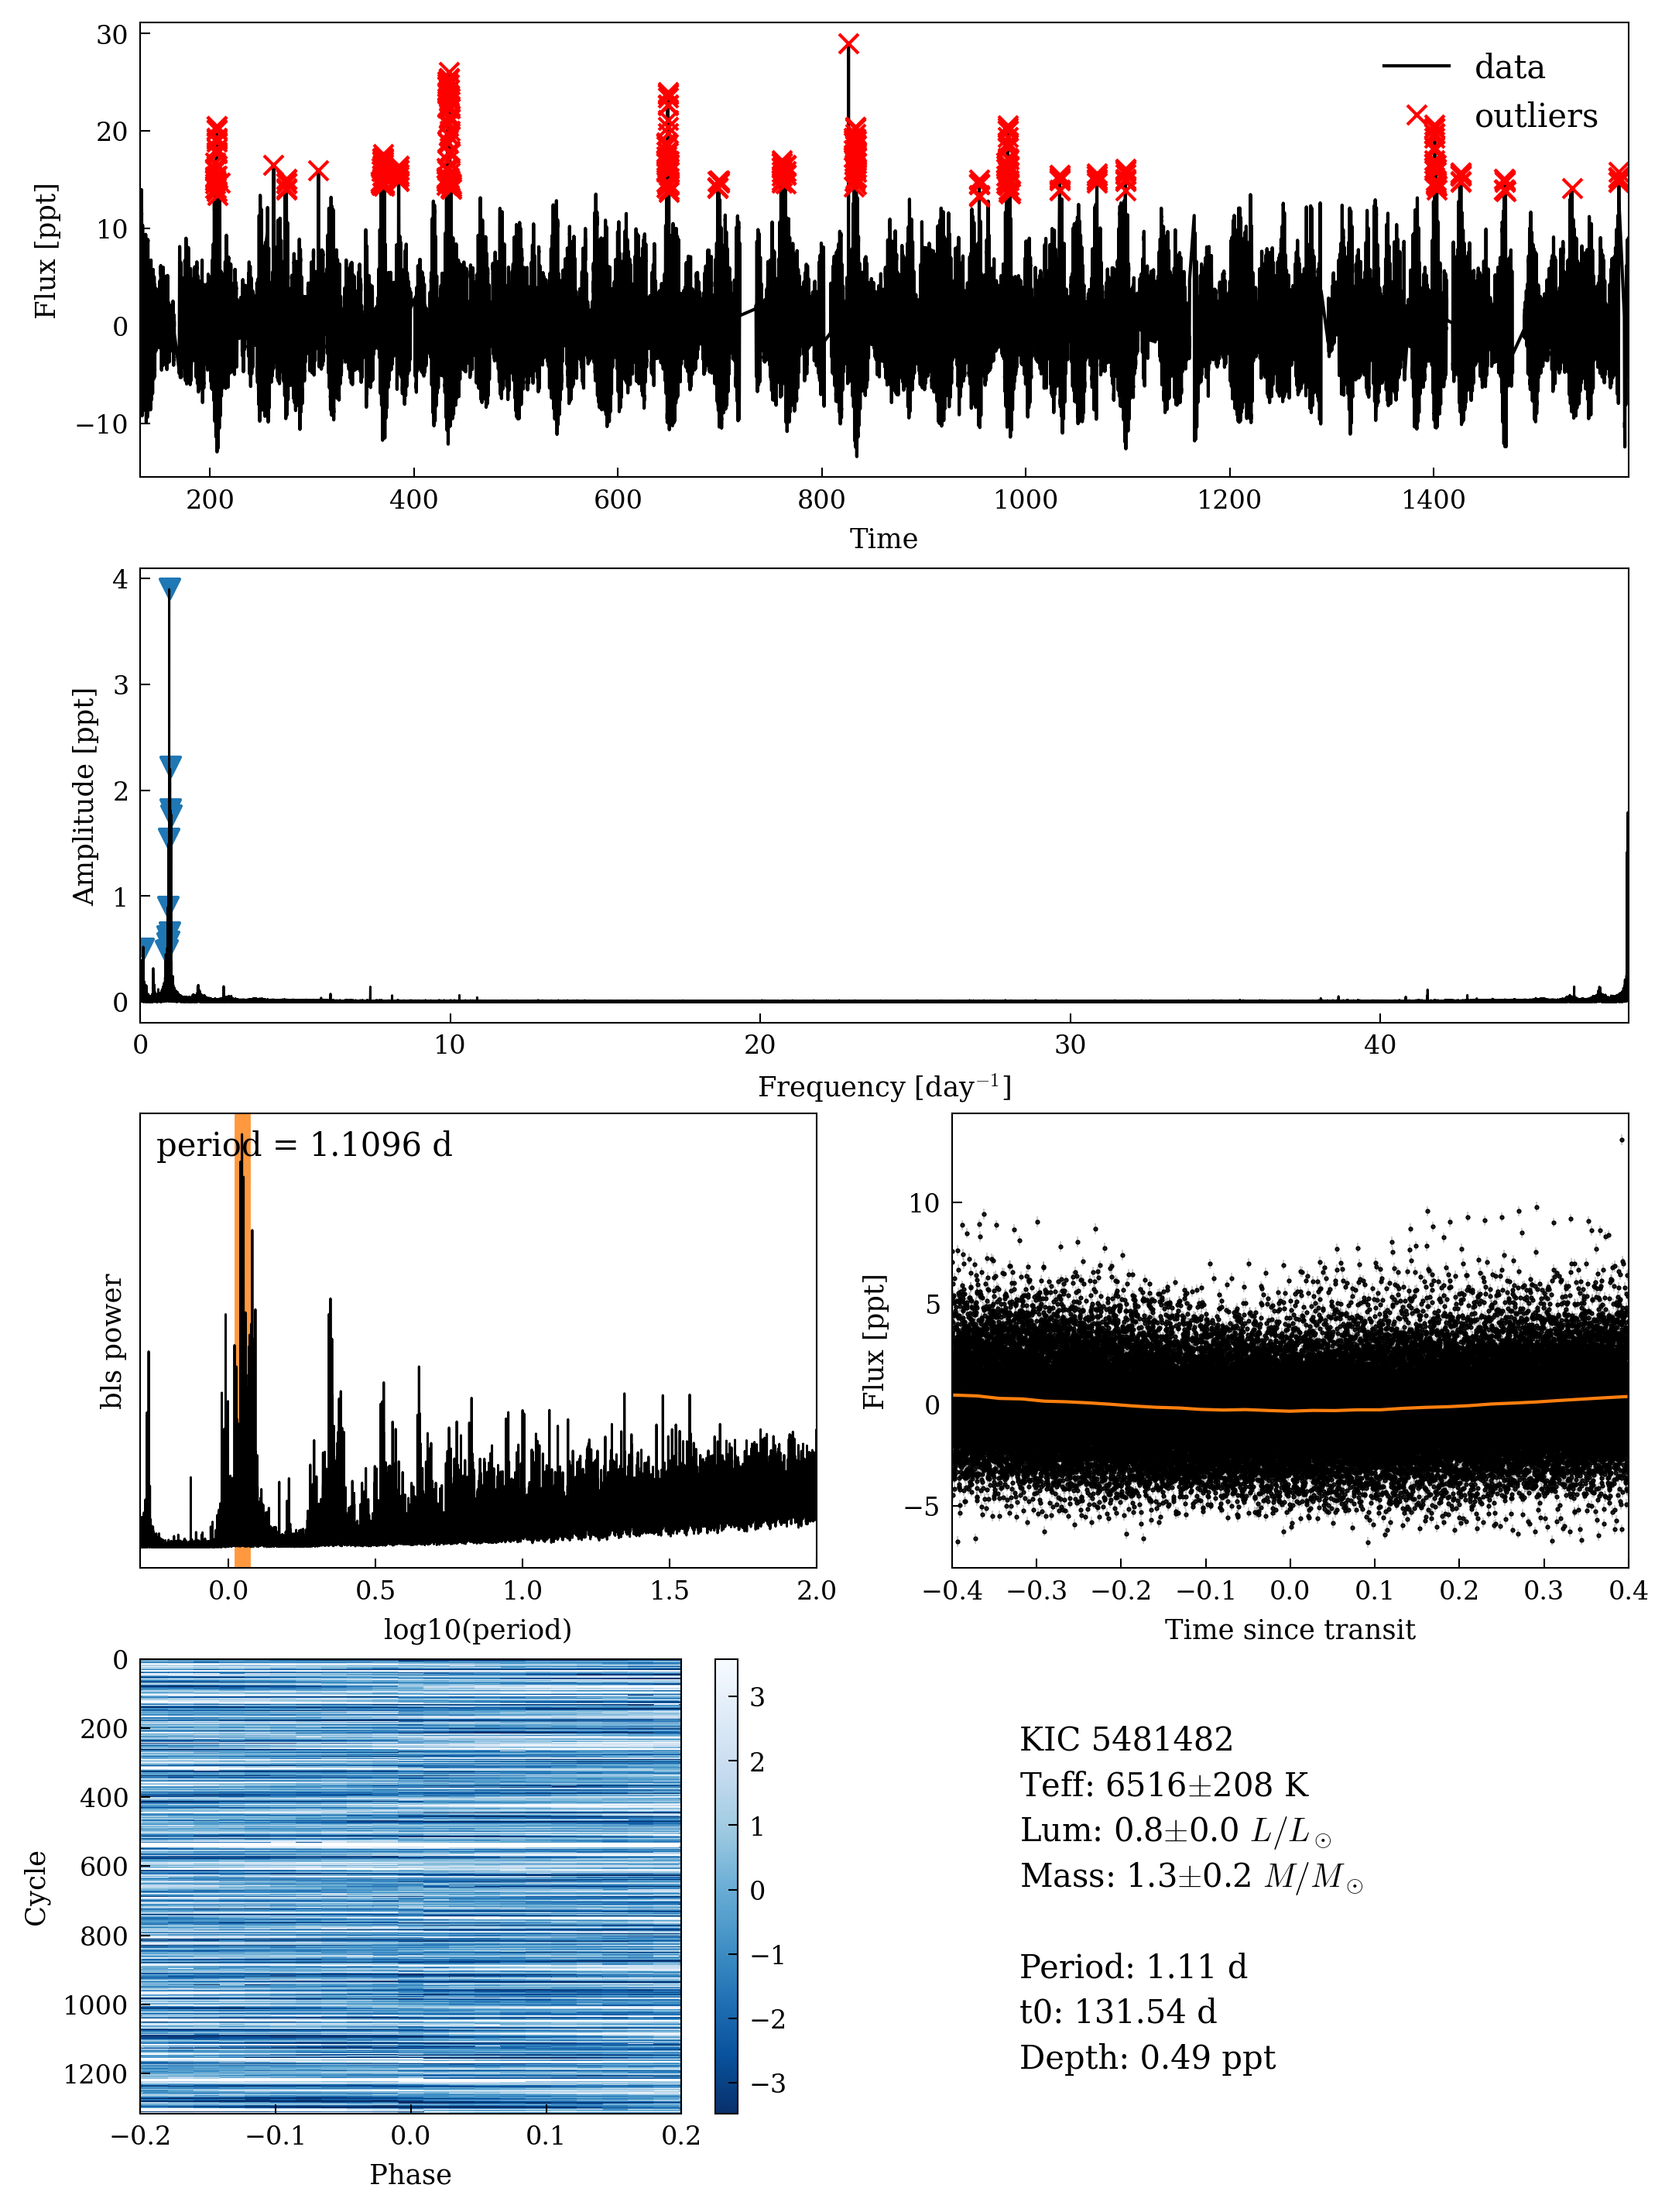 30
20
10
0
−10
Flux [ppt]
data
outliers
200
400
600
800
1000
1200
1400
Time
4
3
2
1
0
Amplitude [ppt]
0
10
20
30
40
Frequency [day⁻¹]
period = 1.1096 d
bls power
0.0
0.5
1.0
1.5
2.0
log10(period)
10
5
0
−5
Flux [ppt]
−0.4
−0.3
−0.2
−0.1
0.0
0.1
0.2
0.3
0.4
Time since transit
0
200
400
600
800
1000
1200
Cycle
−0.2
−0.1
0.0
0.1
0.2
Phase
3
2
1
0
−1
−2
−3
KIC 5481482
Teff: 6516±208 K
Lum: 0.8±0.0 L/L⊙
Mass: 1.3±0.2 M/M⊙
Period: 1.11 d
t0: 131.54 d
Depth: 0.49 ppt